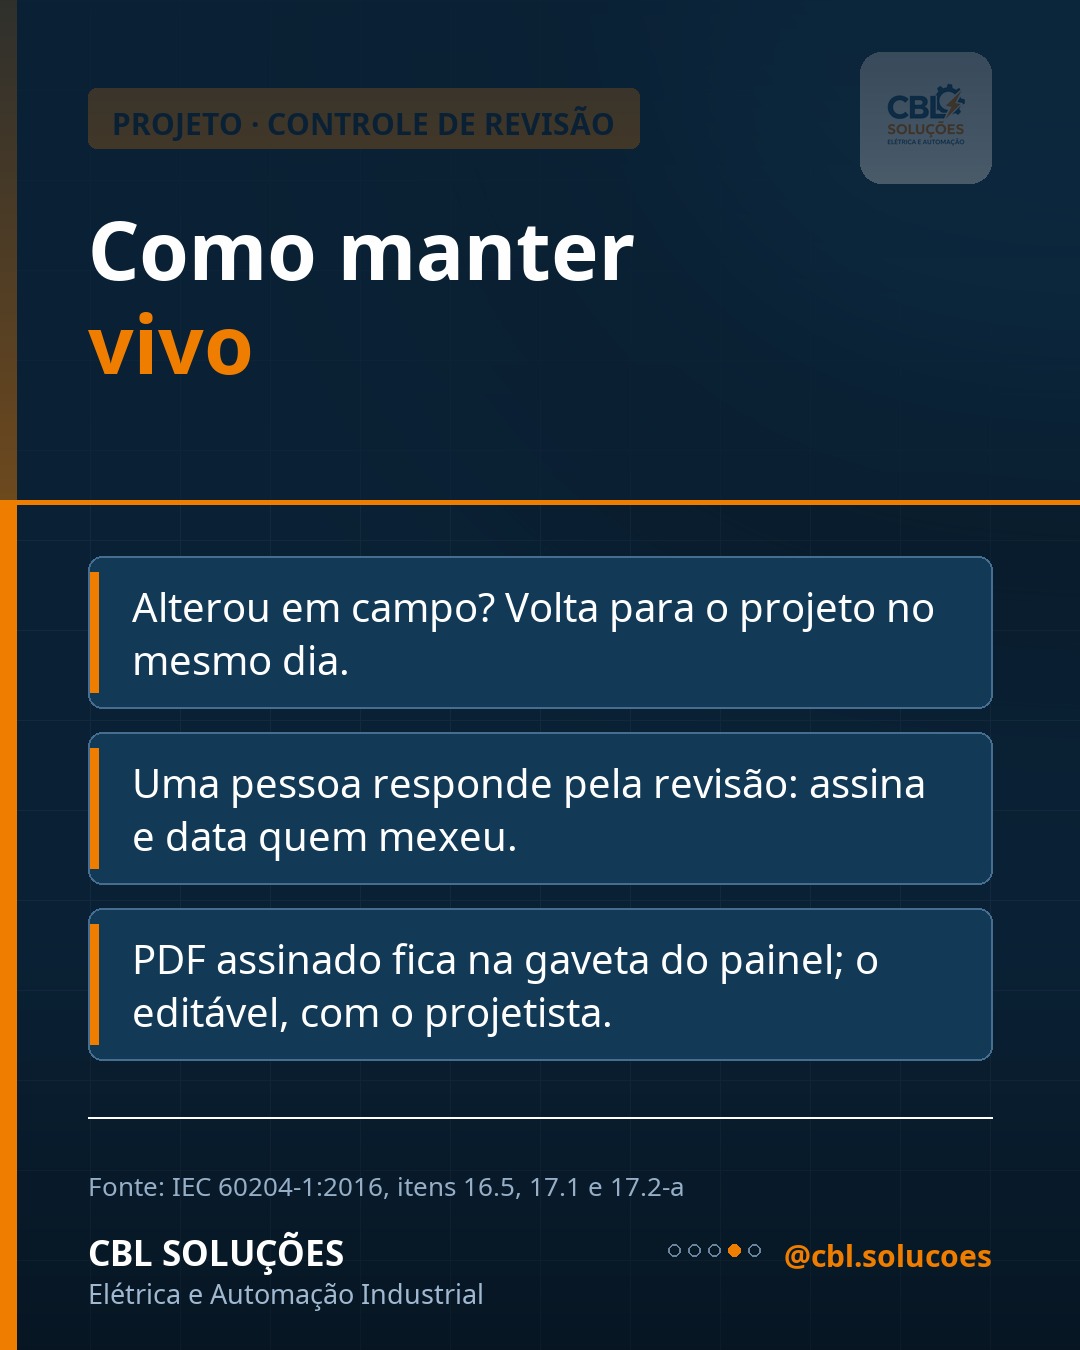 PROJETO · CONTROLE DE REVISÃO
CBL
SOLUÇÕES
ELÉTRICA E AUTOMAÇÃO
Como manter
vivo
Alterou em campo? Volta para o projeto no
mesmo dia.
Uma pessoa responde pela revisão: assina
e data quem mexeu.
PDF assinado fica na gaveta do painel; o
editável, com o projetista.
Fonte: IEC 60204-1:2016, itens 16.5, 17.1 e 17.2-a
CBL SOLUÇÕES
@cbl.solucoes
Elétrica e Automação Industrial